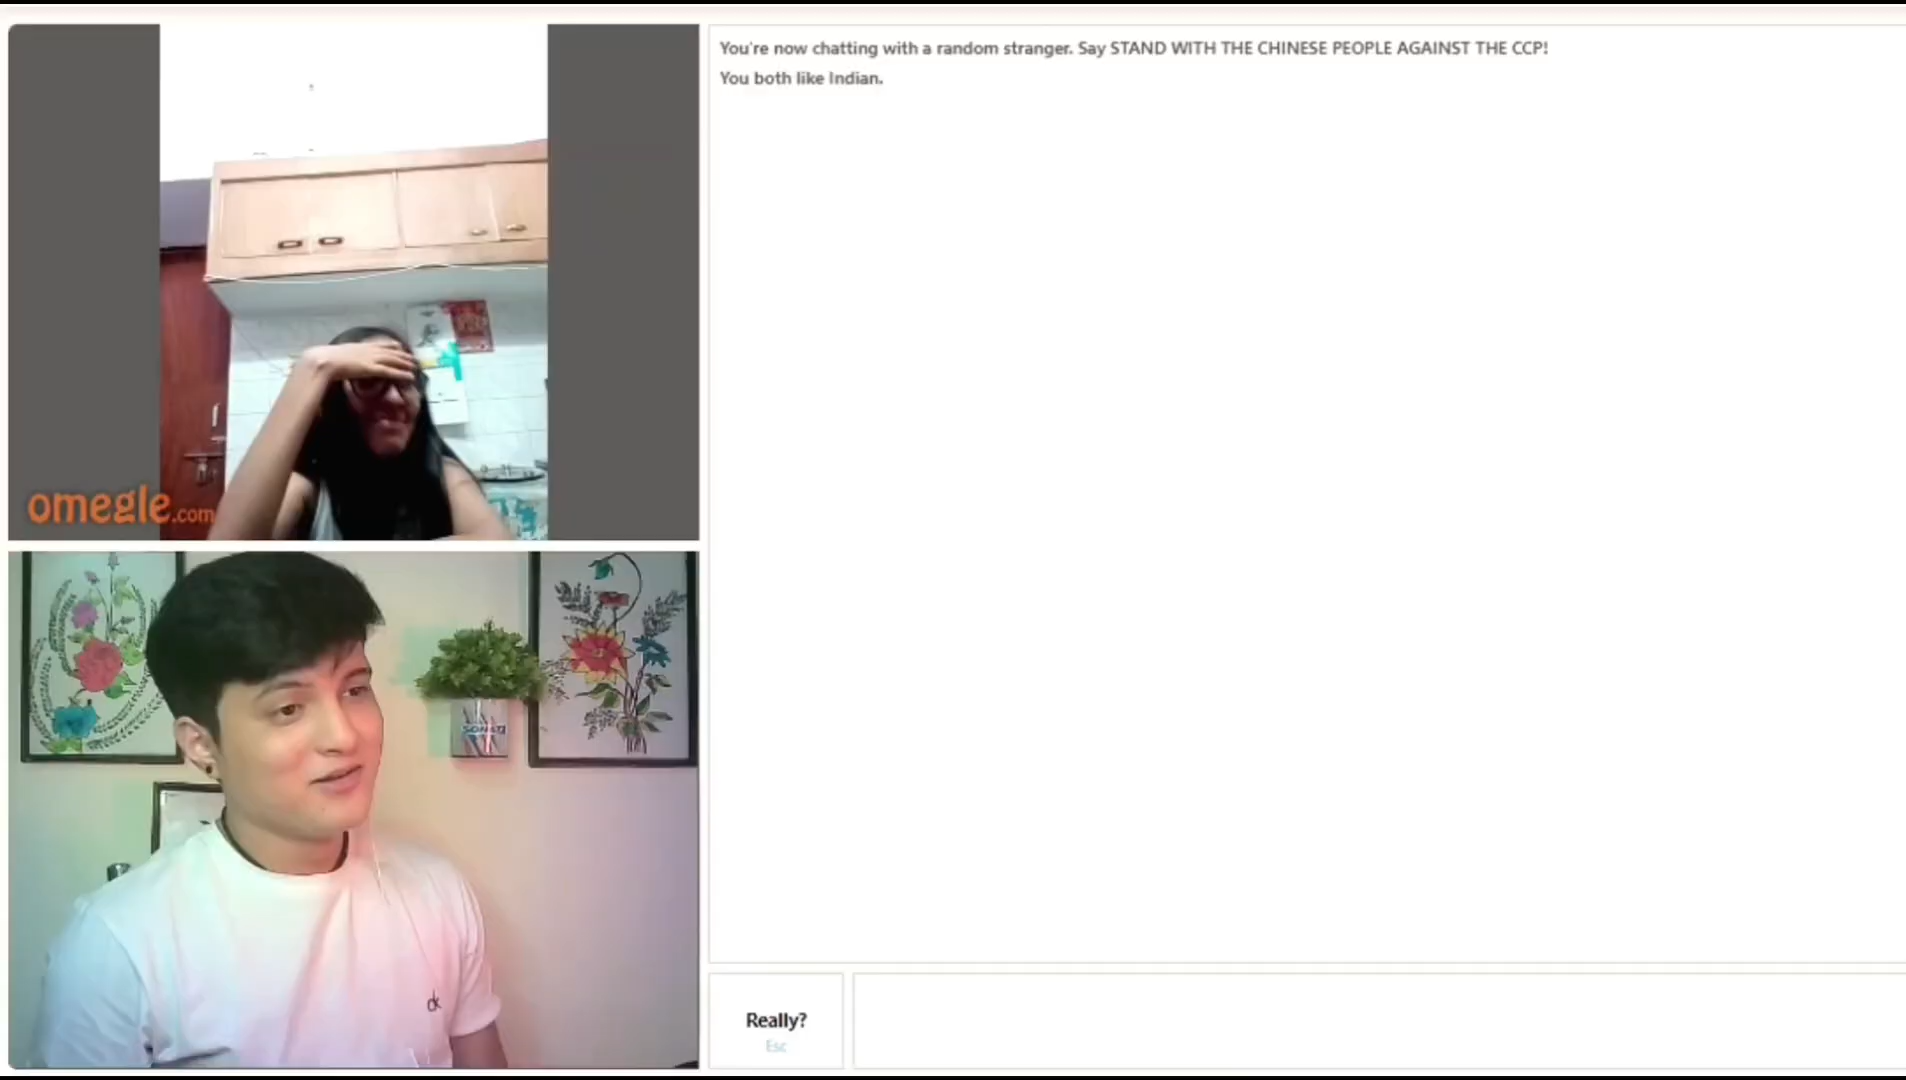 You're now chatting with a random stranger. Say STAND WITH THE CHINESE PEOPLE AGAINST THE CCP!
You both like Indian.
omegle.com
ck
Really?
Esc